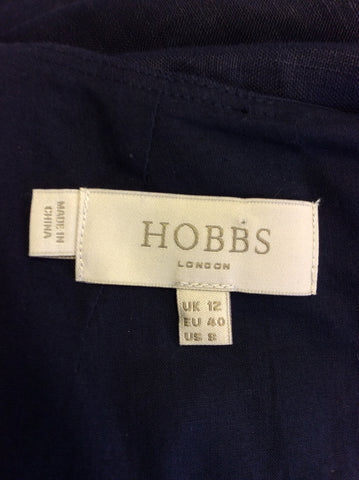 HOBBS
LONDON
MADE IN
CHINA
UK 12
EU 40
US 8